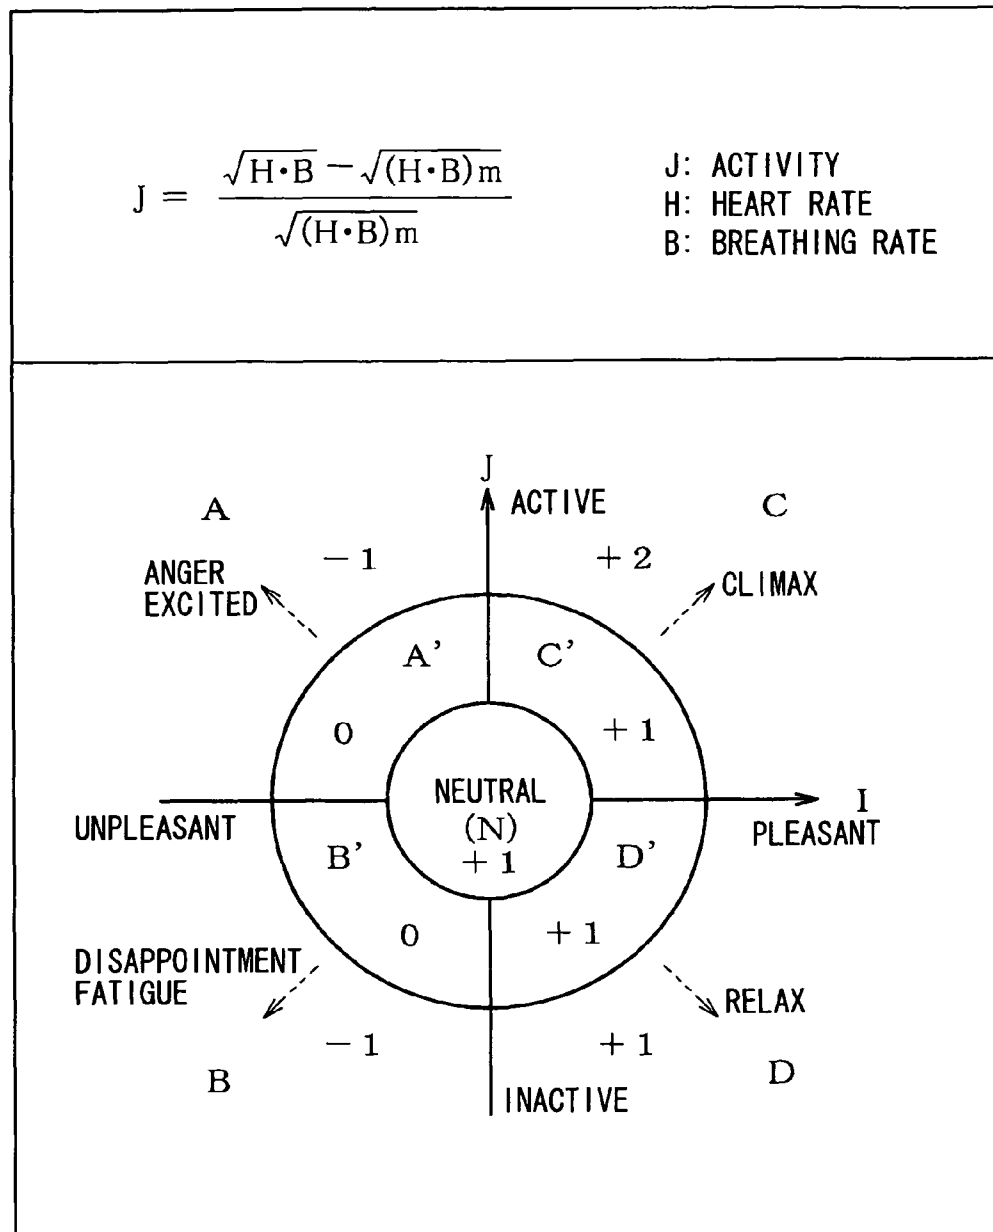 J = (√H·B − √(H·B)m) / √(H·B)m
J: ACTIVITY
H: HEART RATE
B: BREATHING RATE
J
ACTIVE
A
C
−1
+2
ANGER
EXCITED
CLIMAX
A’
C’
0
+1
NEUTRAL
(N)
+1
UNPLEASANT
I
PLEASANT
B’
D’
0
+1
DISAPPOINTMENT
FATIGUE
RELAX
−1
+1
B
D
INACTIVE